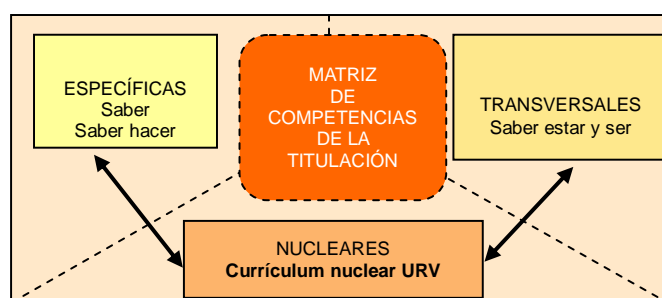 ESPECÍFICAS
Saber
Saber hacer
MATRIZ
DE
COMPETENCIAS
DE LA
TITULACIÓN
TRANSVERSALES
Saber estar y ser
NUCLEARES
Currículum nuclear URV